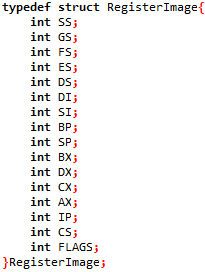 typedef struct RegisterImage{
    int SS;
    int GS;
    int FS;
    int ES;
    int DS;
    int DI;
    int SI;
    int BP;
    int SP;
    int BX;
    int DX;
    int CX;
    int AX;
    int IP;
    int CS;
    int FLAGS;
}RegisterImage;